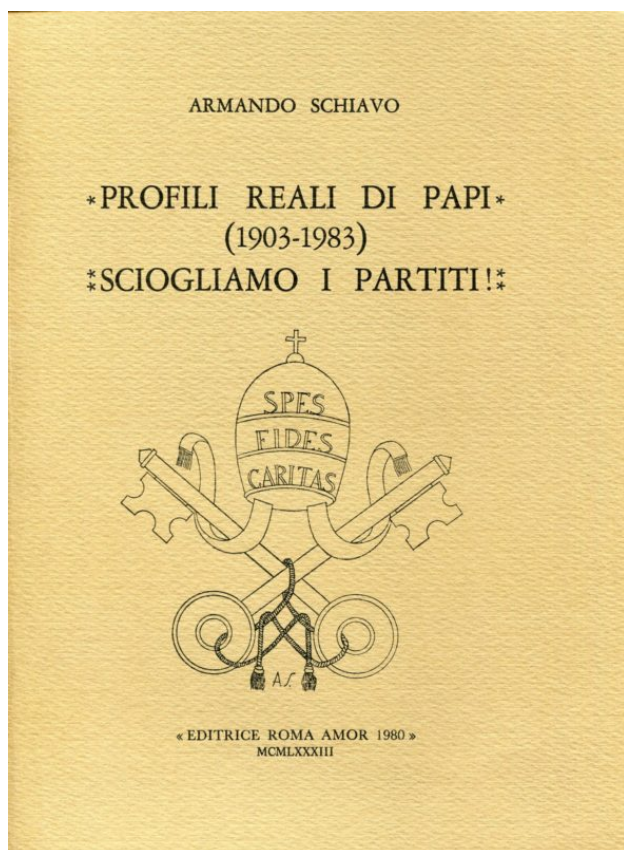 ARMANDO SCHIAVO
*PROFILI REALI DI PAPI*
(1903-1983)
**SCIOGLIAMO I PARTITI!**
SPES
FIDES
CARITAS
A.S.
«EDITRICE ROMA AMOR 1980»
MCMLXXXIII